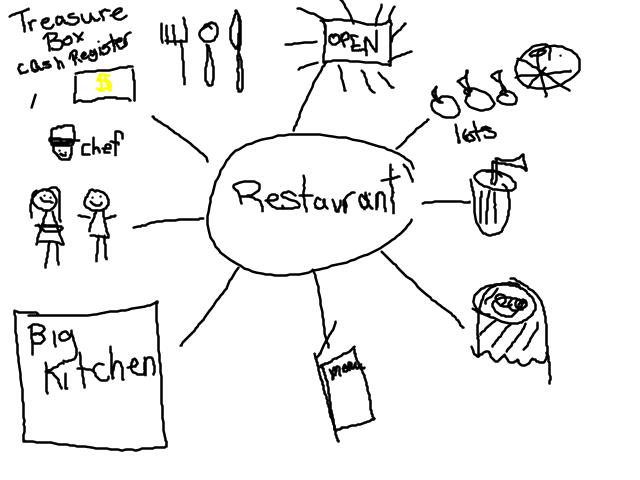 Treasure
Box
Cash Register
$
OPEN
chef
lots
Restaurant
Big
Kitchen
menu